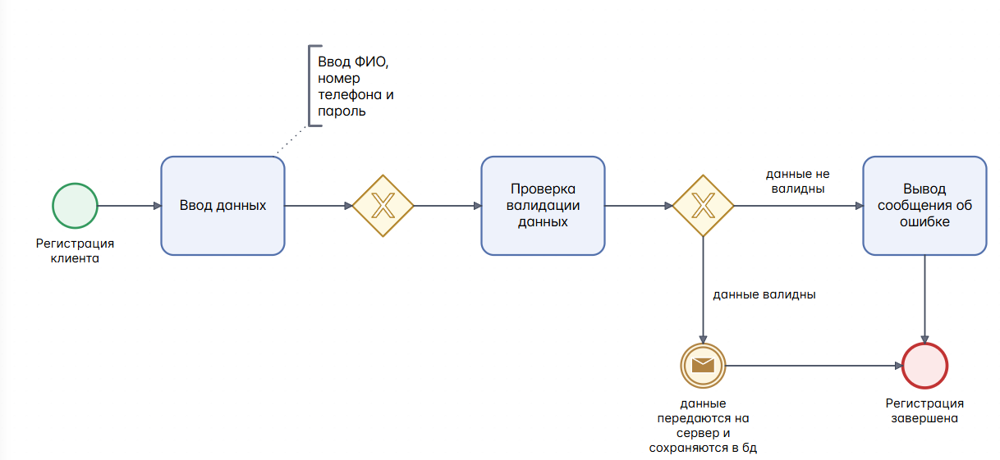 Ввод ФИО,
номер
телефона и
пароль
Регистрация
клиента
Ввод данных
Проверка
валидации
данных
данные не
валидны
Вывод
сообщения об
ошибке
данные валидны
данные
передаются на
сервер и
сохраняются в бд
Регистрация
завершена